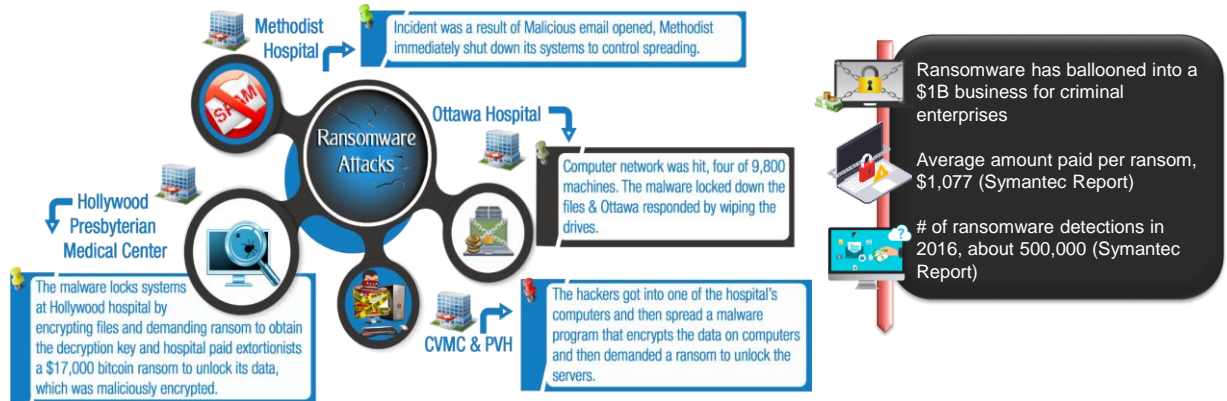 Methodist
Hospital
Incident was a result of Malicious email opened, Methodist
immediately shut down its systems to control spreading.
SPAM
Ransomware
Attacks
Ottawa Hospital
Computer network was hit, four of 9,800
machines. The malware locked down the
files & Ottawa responded by wiping the
drives.
Hollywood
Presbyterian
Medical Center
The malware locks systems
at Hollywood hospital by
encrypting files and demanding ransom to obtain
the decryption key and hospital paid extortionists
a $17,000 bitcoin ransom to unlock its data,
which was maliciously encrypted.
CVMC & PVH
The hackers got into one of the hospital's
computers and then spread a malware
program that encrypts the data on computers
and then demanded a ransom to unlock the
servers.
Ransomware has ballooned into a
$1B business for criminal
enterprises
Average amount paid per ransom,
$1,077 (Symantec Report)
# of ransomware detections in
2016, about 500,000 (Symantec
Report)